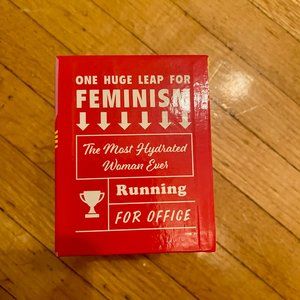 ONE HUGE LEAP FOR
FEMINISM
The Most Hydrated
Woman Ever
Running
FOR OFFICE